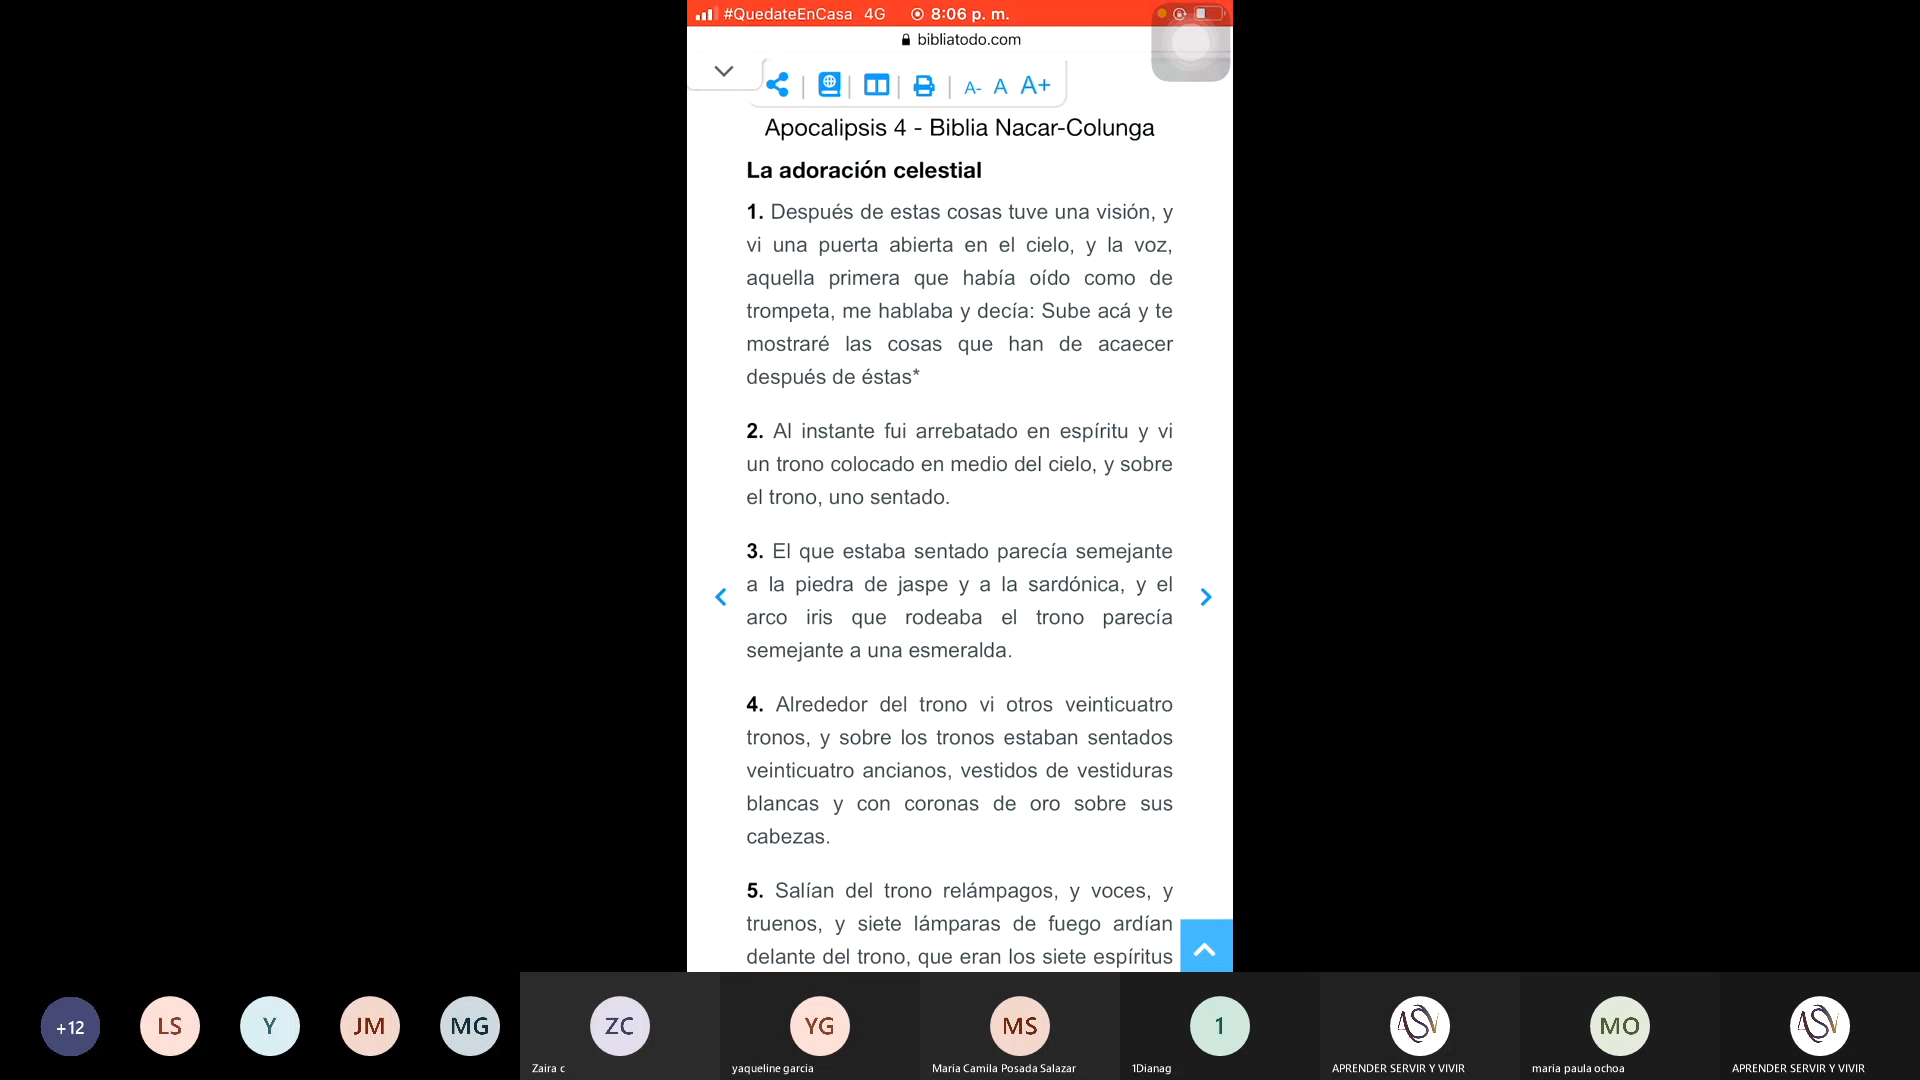 #QuedateEnCasa 4G 8:06 p. m.
bibliatodo.com
A- A A+
Apocalipsis 4 - Biblia Nacar-Colunga
La adoración celestial
1. Después de estas cosas tuve una visión, y
vi una puerta abierta en el cielo, y la voz,
aquella primera que había oído como de
trompeta, me hablaba y decía: Sube acá y te
mostraré las cosas que han de acaecer
después de éstas*
2. Al instante fui arrebatado en espíritu y vi
un trono colocado en medio del cielo, y sobre
el trono, uno sentado.
3. El que estaba sentado parecía semejante
a la piedra de jaspe y a la sardónica, y el
arco iris que rodeaba el trono parecía
semejante a una esmeralda.
4. Alrededor del trono vi otros veinticuatro
tronos, y sobre los tronos estaban sentados
veinticuatro ancianos, vestidos de vestiduras
blancas y con coronas de oro sobre sus
cabezas.
5. Salían del trono relámpagos, y voces, y
truenos, y siete lámparas de fuego ardían
delante del trono, que eran los siete espíritus
+12 LS Y JM MG ZC YG MS 1 ASV MO ASV
Zaira c yaqueline garcia Maria Camila Posada Salazar 1Dianag APRENDER SERVIR Y VIVIR maria paula ochoa APRENDER SERVIR Y VIVIR